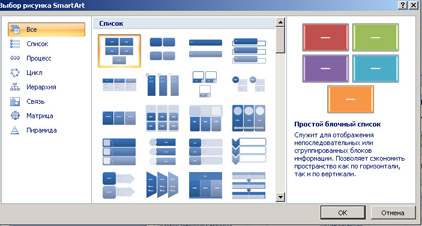 Выбор рисунка SmartArt
Все
Список
Процесс
Цикл
Иерархия
Связь
Матрица
Пирамида
Список
Простой блочный список
Служит для отображения
непоследовательных или
сгруппированных блоков
информации. Позволяет сэкономить
пространство как по горизонтали,
так и по вертикали.
ОК
Отмена